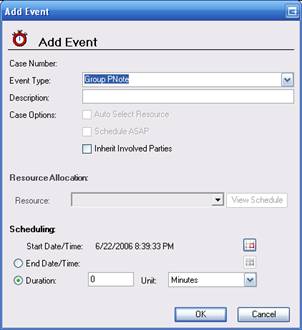 Add Event
Add Event
Case Number:
Event Type: Group PNote
Description:
Case Options: Auto Select Resource
Schedule ASAP
Inherit Involved Parties
Resource Allocation:
Resource: View Schedule
Scheduling:
Start Date/Time: 6/22/2006 8:39:33 PM
End Date/Time:
Duration: 0 Unit: Minutes
OK Cancel